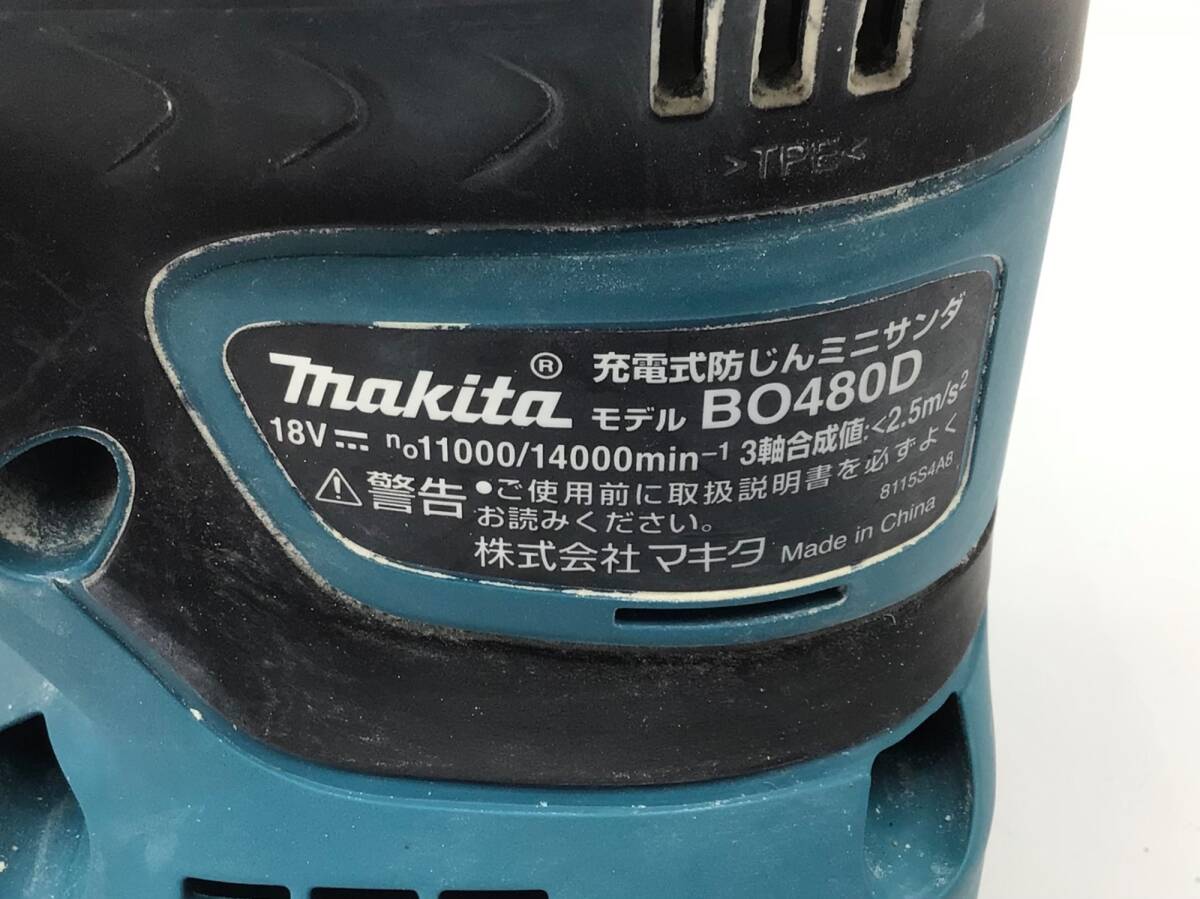 >TPE<
makita® 充電式防じんミニサンダ
モデル BO480D
18V⎓ n₀11000/14000min⁻¹ 3軸合成値:<2.5m/s²
⚠警告 •ご使用前に取扱説明書を必ずよく
お読みください。 8115S4A8
株式会社 マキタ Made in China